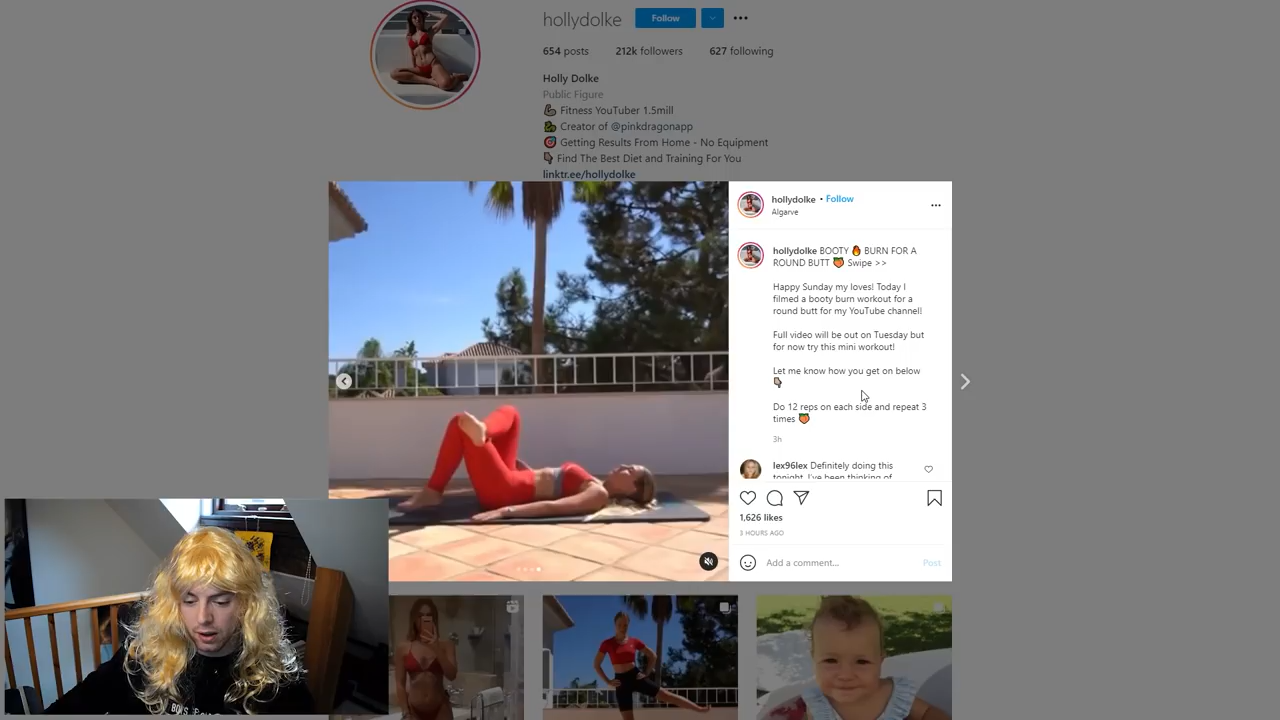 hollydolke
Follow
654 posts 212k followers 627 following
Holly Dolke
Public Figure
💪 Fitness YouTuber 1.5mill
🐉 Creator of @pinkdragonapp
🎯 Getting Results From Home - No Equipment
👇 Find The Best Diet and Training For You
linktr.ee/hollydolke
hollydolke • Follow
Algarve
hollydolke BOOTY 🔥 BURN FOR A
ROUND BUTT 🍑 Swipe >>
Happy Sunday my loves! Today I
filmed a booty burn workout for a
round butt for my YouTube channel!
Full video will be out on Tuesday but
for now try this mini workout!
Let me know how you get on below
👇
Do 12 reps on each side and repeat 3
times 🍑
3h
lex96lex Definitely doing this
tonight, I've been thinking of
1,626 likes
3 HOURS AGO
Add a comment... Post